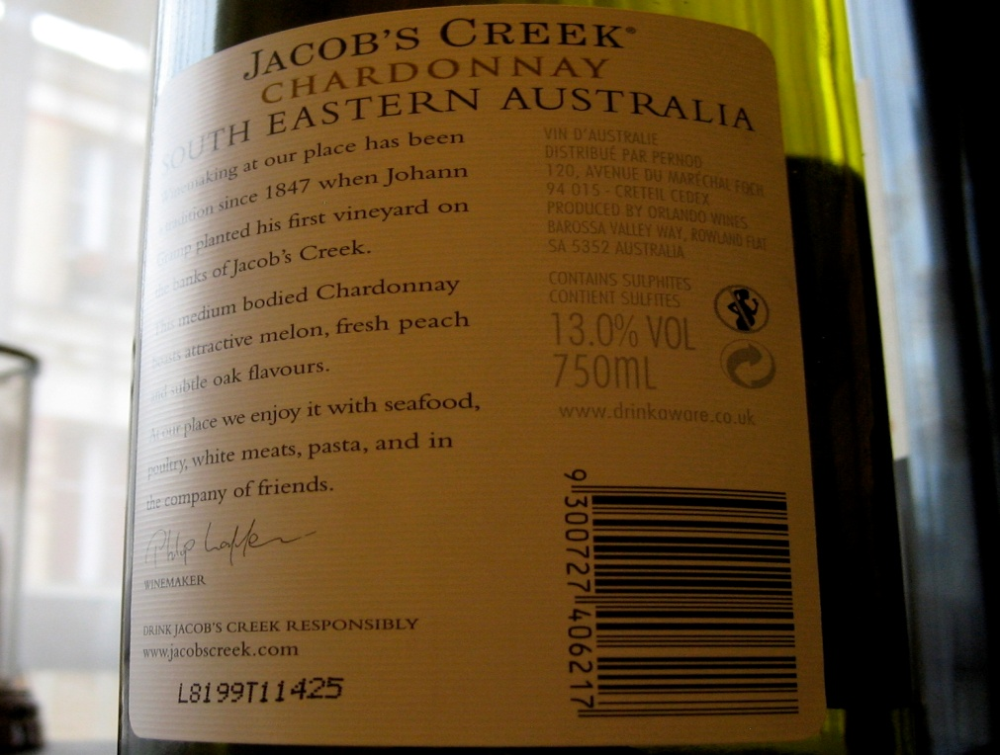 JACOB'S CREEK®
CHARDONNAY
SOUTH EASTERN AUSTRALIA
Winemaking at our place has been
a tradition since 1847 when Johann
Gramp planted his first vineyard on
the banks of Jacob's Creek.
This medium bodied Chardonnay
boasts attractive melon, fresh peach
and subtle oak flavours.
At our place we enjoy it with seafood,
poultry, white meats, pasta, and in
the company of friends.
Philip Laffer
WINEMAKER
DRINK JACOB'S CREEK RESPONSIBLY
www.jacobscreek.com
L8199T11425
VIN D'AUSTRALIE
DISTRIBUÉ PAR PERNOD
120, AVENUE DU MARÉCHAL FOCH
94 015 - CRETEIL CEDEX
PRODUCED BY ORLANDO WINES
BAROSSA VALLEY WAY, ROWLAND FLAT
SA 5352 AUSTRALIA
CONTAINS SULPHITES
CONTIENT SULFITES
13.0% VOL
750mL
www.drinkaware.co.uk
9 300727 406217